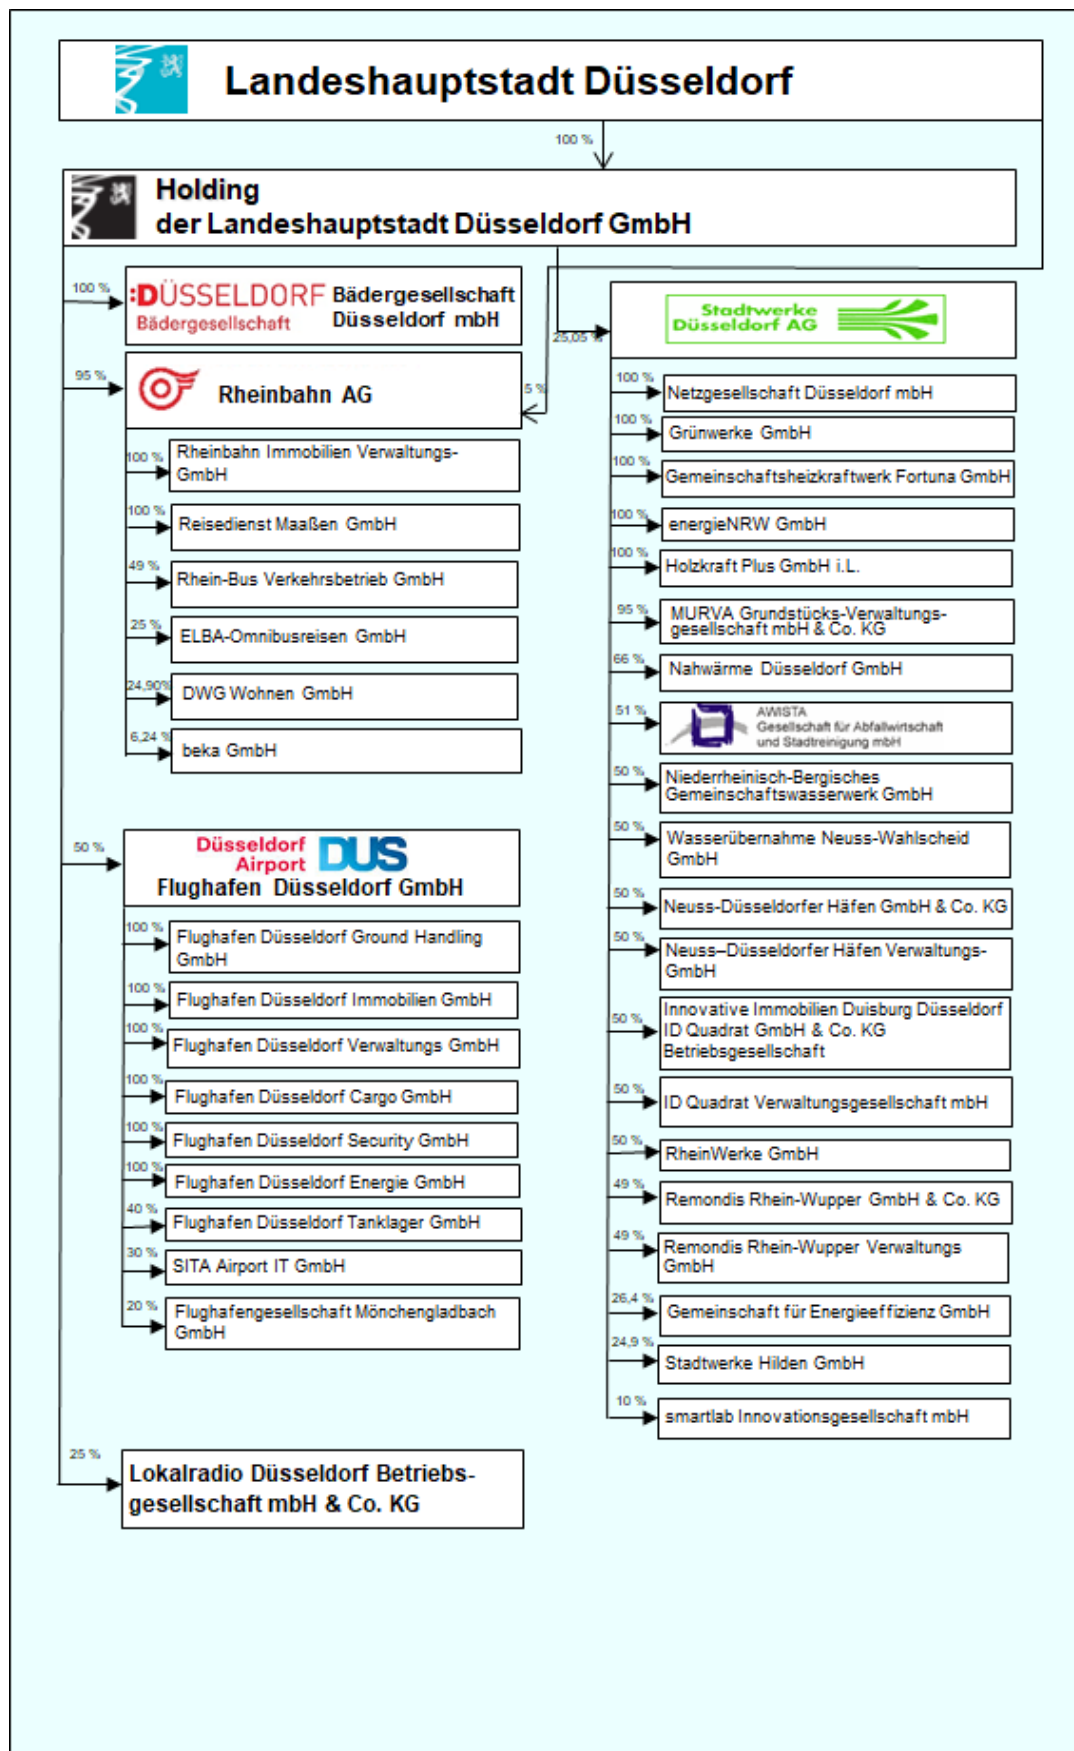 Landeshauptstadt Düsseldorf
100 %
Holding
der Landeshauptstadt Düsseldorf GmbH
100 %
:DÜSSELDORF
Bädergesellschaft
Bädergesellschaft
Düsseldorf mbH
95 %
Rheinbahn AG
5 %
100 %
Rheinbahn Immobilien Verwaltungs-
GmbH
100 %
Reisedienst Maaßen GmbH
49 %
Rhein-Bus Verkehrsbetrieb GmbH
25 %
ELBA-Omnibusreisen GmbH
24,90%
DWG Wohnen GmbH
6,24 %
beka GmbH
50 %
Düsseldorf
Airport
DUS
Flughafen Düsseldorf GmbH
100 %
Flughafen Düsseldorf Ground Handling
GmbH
100 %
Flughafen Düsseldorf Immobilien GmbH
100 %
Flughafen Düsseldorf Verwaltungs GmbH
100 %
Flughafen Düsseldorf Cargo GmbH
100 %
Flughafen Düsseldorf Security GmbH
100 %
Flughafen Düsseldorf Energie GmbH
40 %
Flughafen Düsseldorf Tanklager GmbH
30 %
SITA Airport IT GmbH
20 %
Flughafengesellschaft Mönchengladbach
GmbH
25 %
Lokalradio Düsseldorf Betriebs-
gesellschaft mbH & Co. KG
25,05 %
Stadtwerke
Düsseldorf AG
100 %
Netzgesellschaft Düsseldorf mbH
100 %
Grünwerke GmbH
100 %
Gemeinschaftsheizkraftwerk Fortuna GmbH
100 %
energieNRW GmbH
100 %
Holzkraft Plus GmbH i.L.
95 %
MURVA Grundstücks-Verwaltungs-
gesellschaft mbH & Co. KG
66 %
Nahwärme Düsseldorf GmbH
51 %
AWISTA
Gesellschaft für Abfallwirtschaft
und Stadtreinigung mbH
50 %
Niederrheinisch-Bergisches
Gemeinschaftswasserwerk GmbH
50 %
Wasserübernahme Neuss-Wahlscheid
GmbH
50 %
Neuss-Düsseldorfer Häfen GmbH & Co. KG
50 %
Neuss–Düsseldorfer Häfen Verwaltungs-
GmbH
50 %
Innovative Immobilien Duisburg Düsseldorf
ID Quadrat GmbH & Co. KG
Betriebsgesellschaft
50 %
ID Quadrat Verwaltungsgesellschaft mbH
50 %
RheinWerke GmbH
49 %
Remondis Rhein-Wupper GmbH & Co. KG
49 %
Remondis Rhein-Wupper Verwaltungs
GmbH
26,4 %
Gemeinschaft für Energieeffizienz GmbH
24,9 %
Stadtwerke Hilden GmbH
10 %
smartlab Innovationsgesellschaft mbH